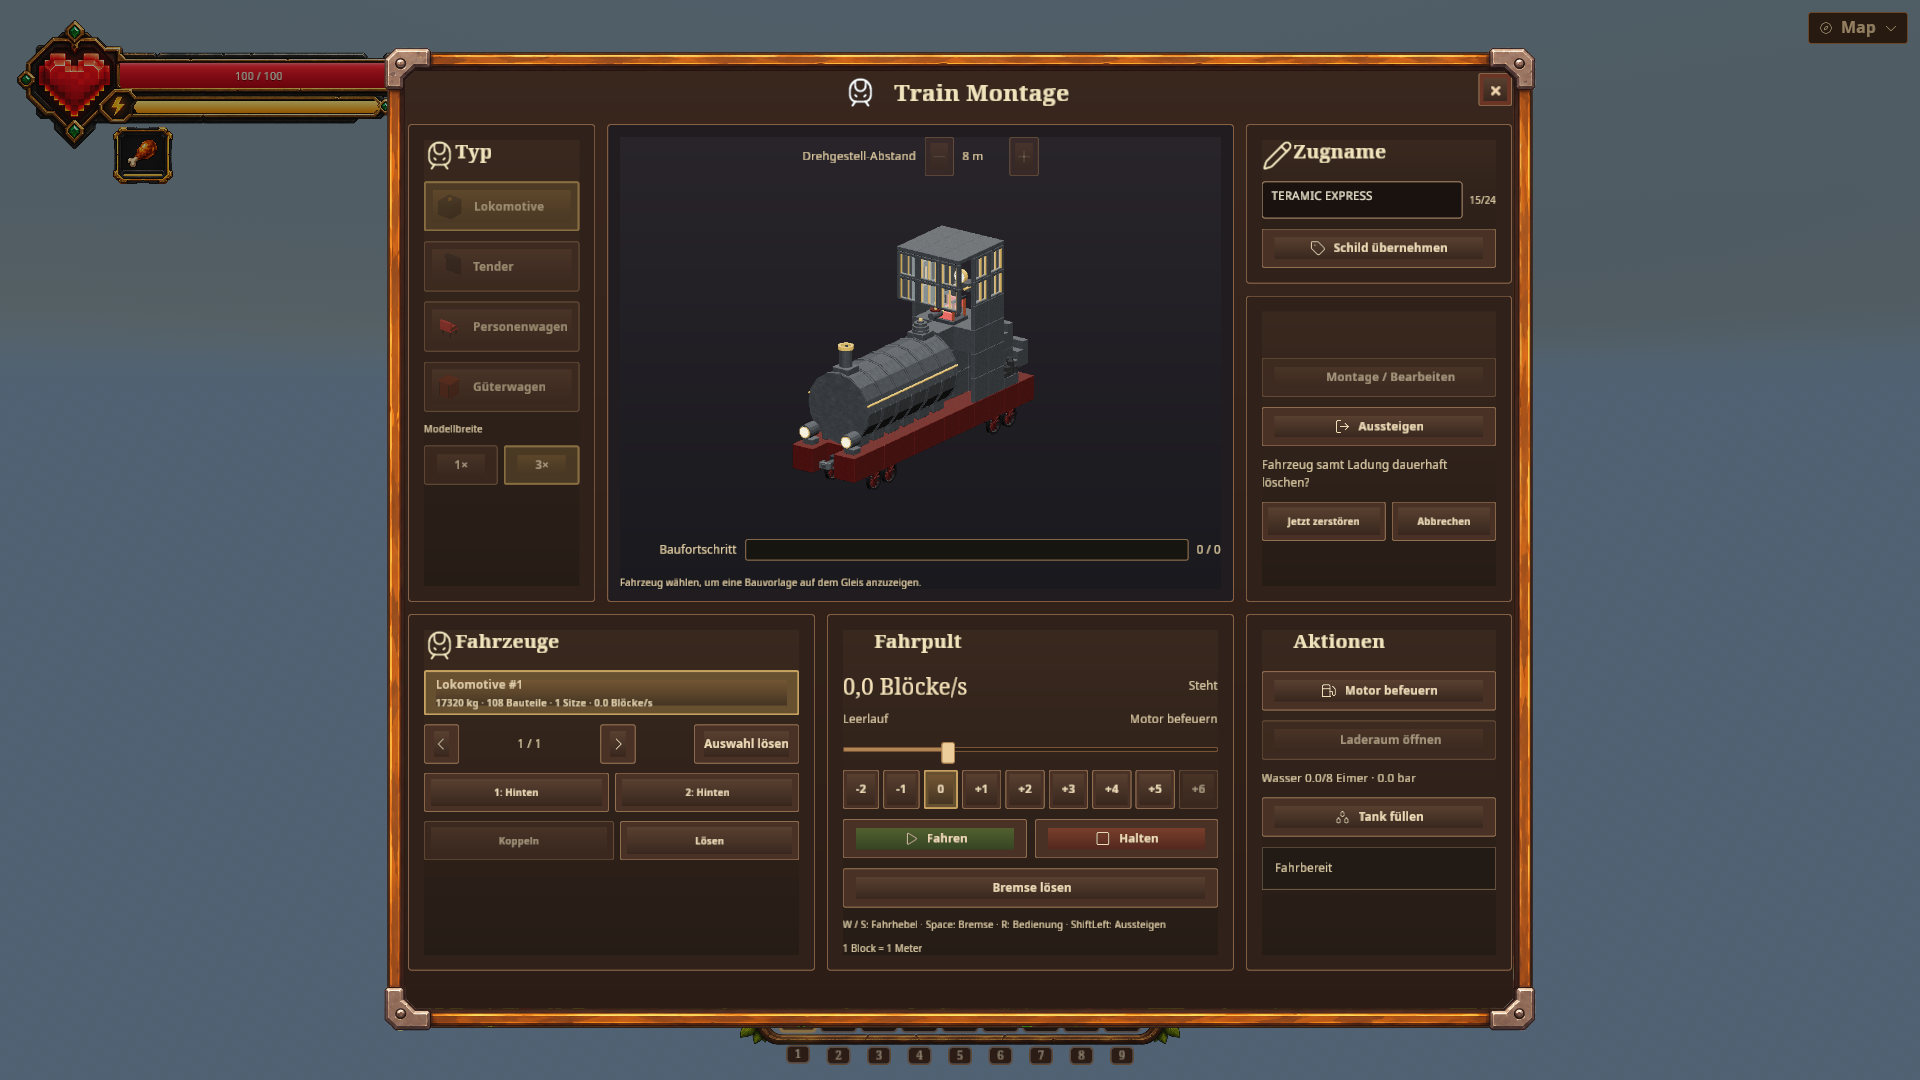 Map
100 / 100
Train Montage
Typ
Lokomotive
Tender
Personenwagen
Güterwagen
Modellbreite
1×
3×
Drehgestell-Abstand
8 m
Baufortschritt
0 / 0
Fahrzeug wählen, um eine Bauvorlage auf dem Gleis anzuzeigen.
Zugname
TERAMIC EXPRESS
15/24
Schild übernehmen
Montage / Bearbeiten
Aussteigen
Fahrzeug samt Ladung dauerhaft
löschen?
Jetzt zerstören
Abbrechen
Fahrzeuge
Lokomotive #1
17320 kg · 108 Bauteile · 1 Sitze · 0.0 Blöcke/s
1 / 1
Auswahl lösen
1: Hinten
2: Hinten
Koppeln
Lösen
Fahrpult
0,0 Blöcke/s
Steht
Leerlauf
Motor befeuern
-2
-1
0
+1
+2
+3
+4
+5
+6
Fahren
Halten
Bremse lösen
W / S: Fahrhebel · Space: Bremse · R: Bedienung · ShiftLeft: Aussteigen
1 Block = 1 Meter
Aktionen
Motor befeuern
Laderaum öffnen
Wasser 0.0/8 Eimer · 0.0 bar
Tank füllen
Fahrbereit
1
2
3
4
5
6
7
8
9